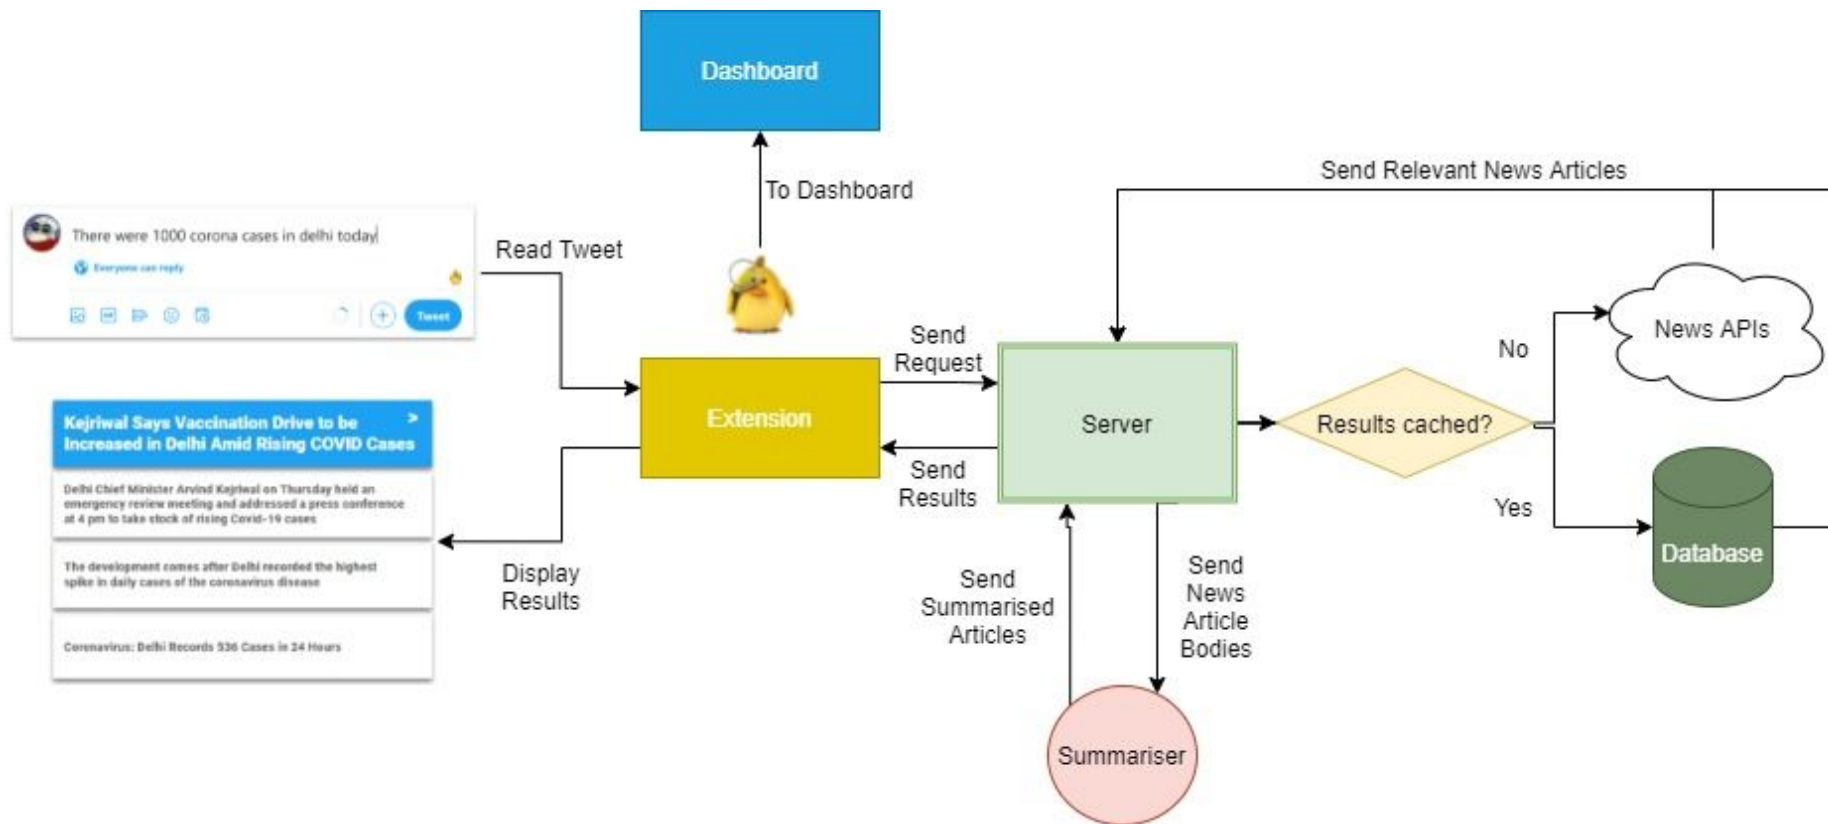 Dashboard
To Dashboard
Send Relevant News Articles
There were 1000 corona cases in delhi today
Everyone can reply
Tweet
Read Tweet
Send
Request
News APIs
No
Kejriwal Says Vaccination Drive to be
Increased in Delhi Amid Rising COVID Cases
>
Extension
Server
Results cached?
Send
Results
Delhi Chief Minister Arvind Kejriwal on Thursday held an
emergency review meeting and addressed a press conference
at 4 pm to take stock of rising Covid-19 cases
Yes
Database
The development comes after Delhi recorded the highest
spike in daily cases of the coronavirus disease
Display
Results
Send
Summarised
Articles
Send
News
Article
Bodies
Coronavirus: Delhi Records 536 Cases in 24 Hours
Summariser